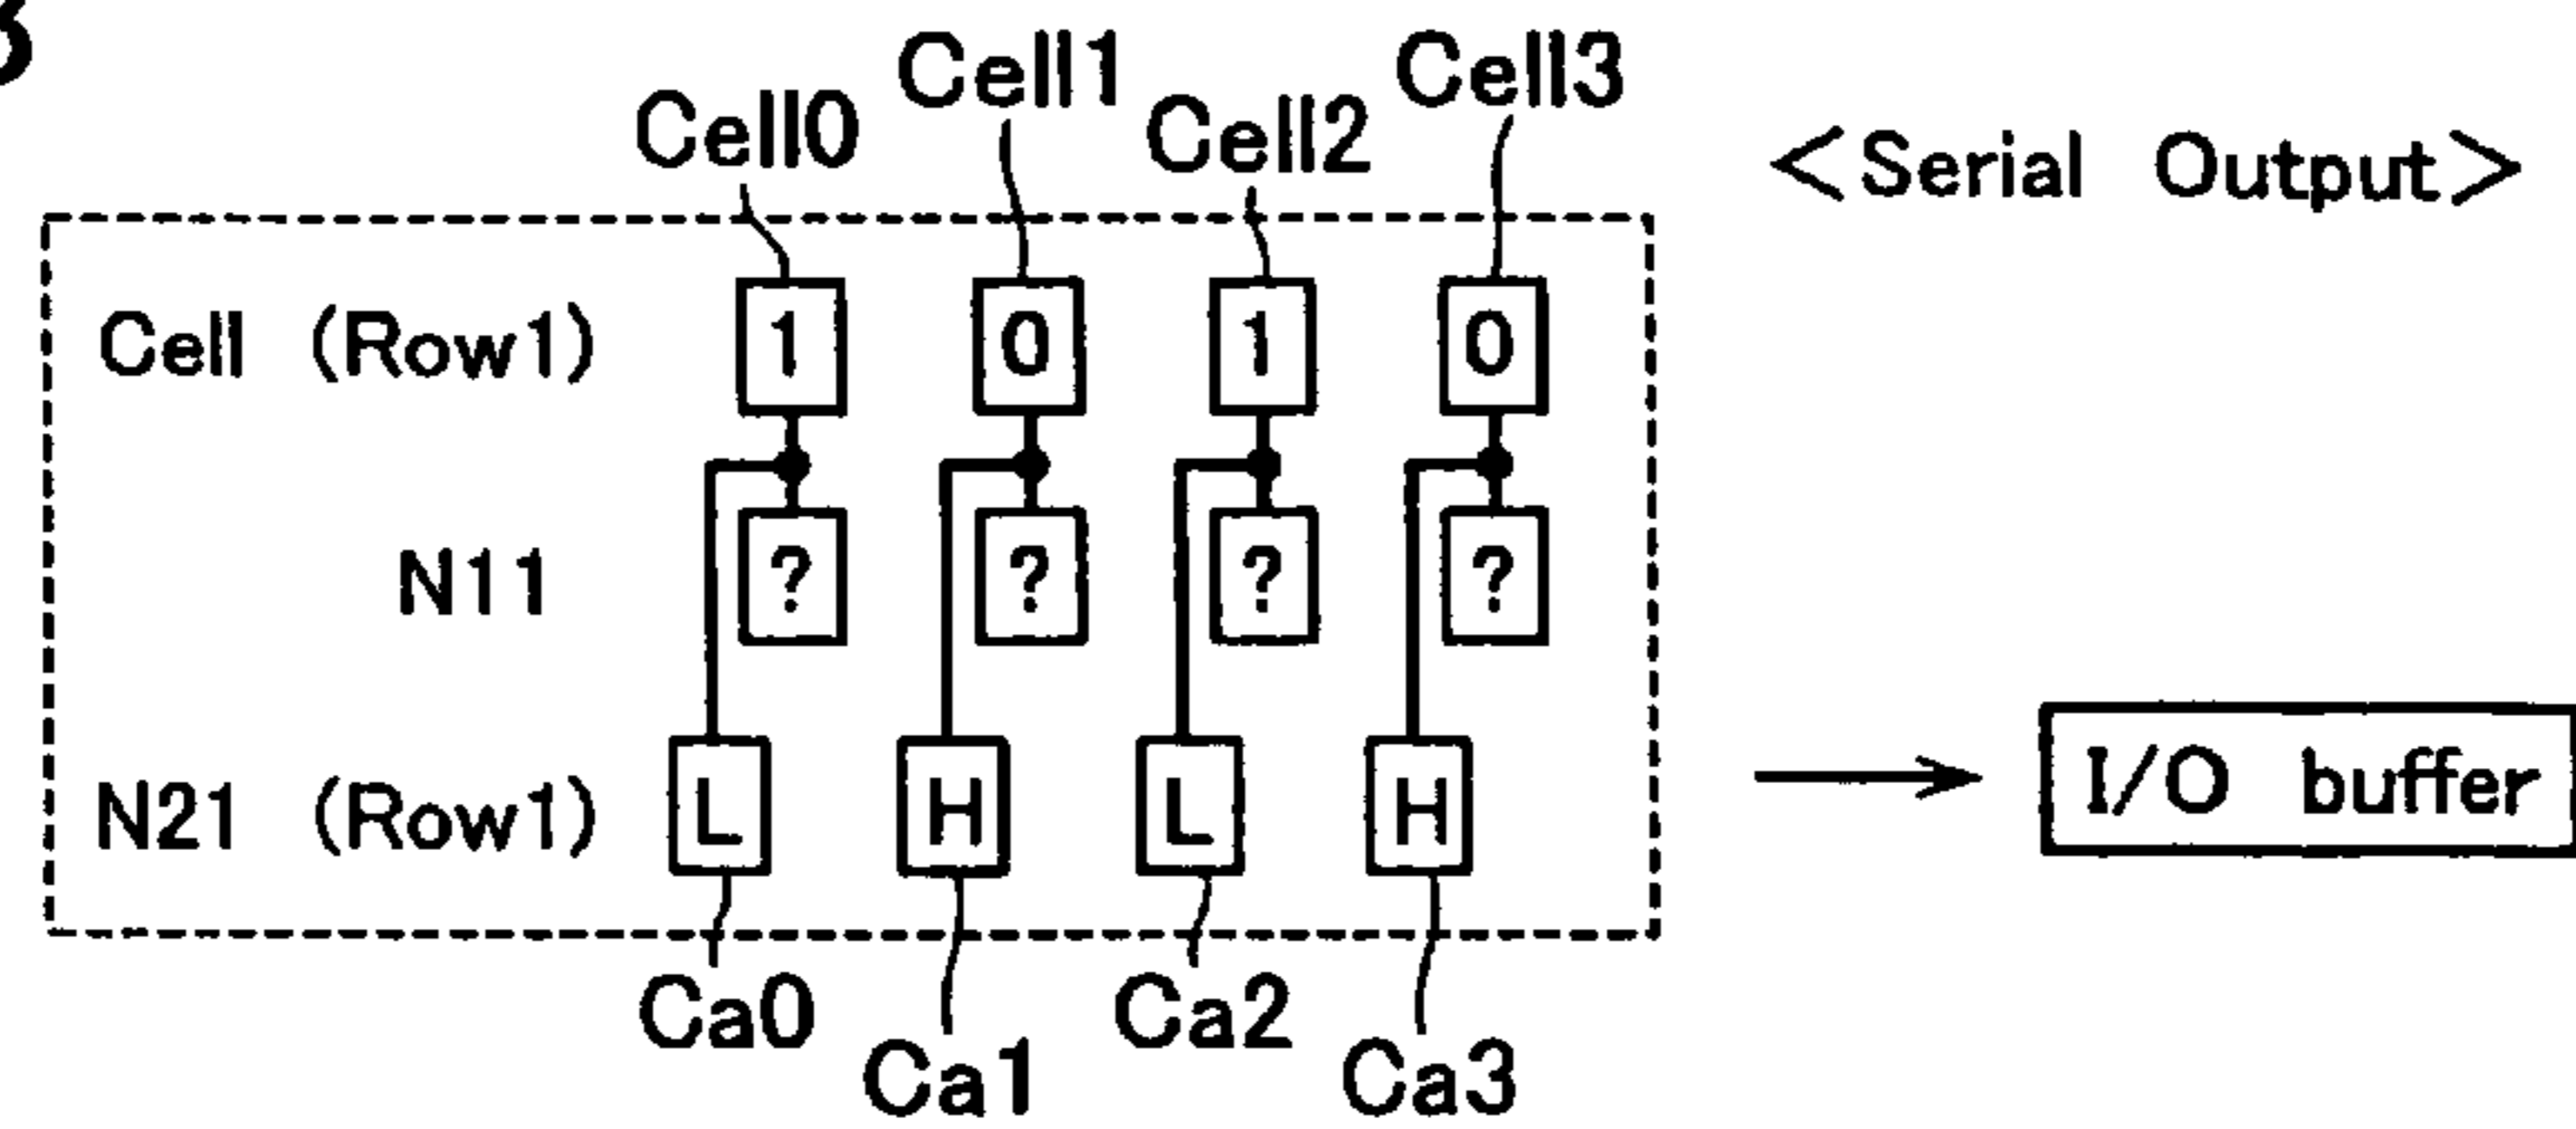 Cell0 Cell1 Cell2 Cell3
<Serial Output>
Cell (Row1) 1 0 1 0
N11 ? ? ? ?
N21 (Row1) L H L H
I/O buffer
Ca0 Ca1 Ca2 Ca3